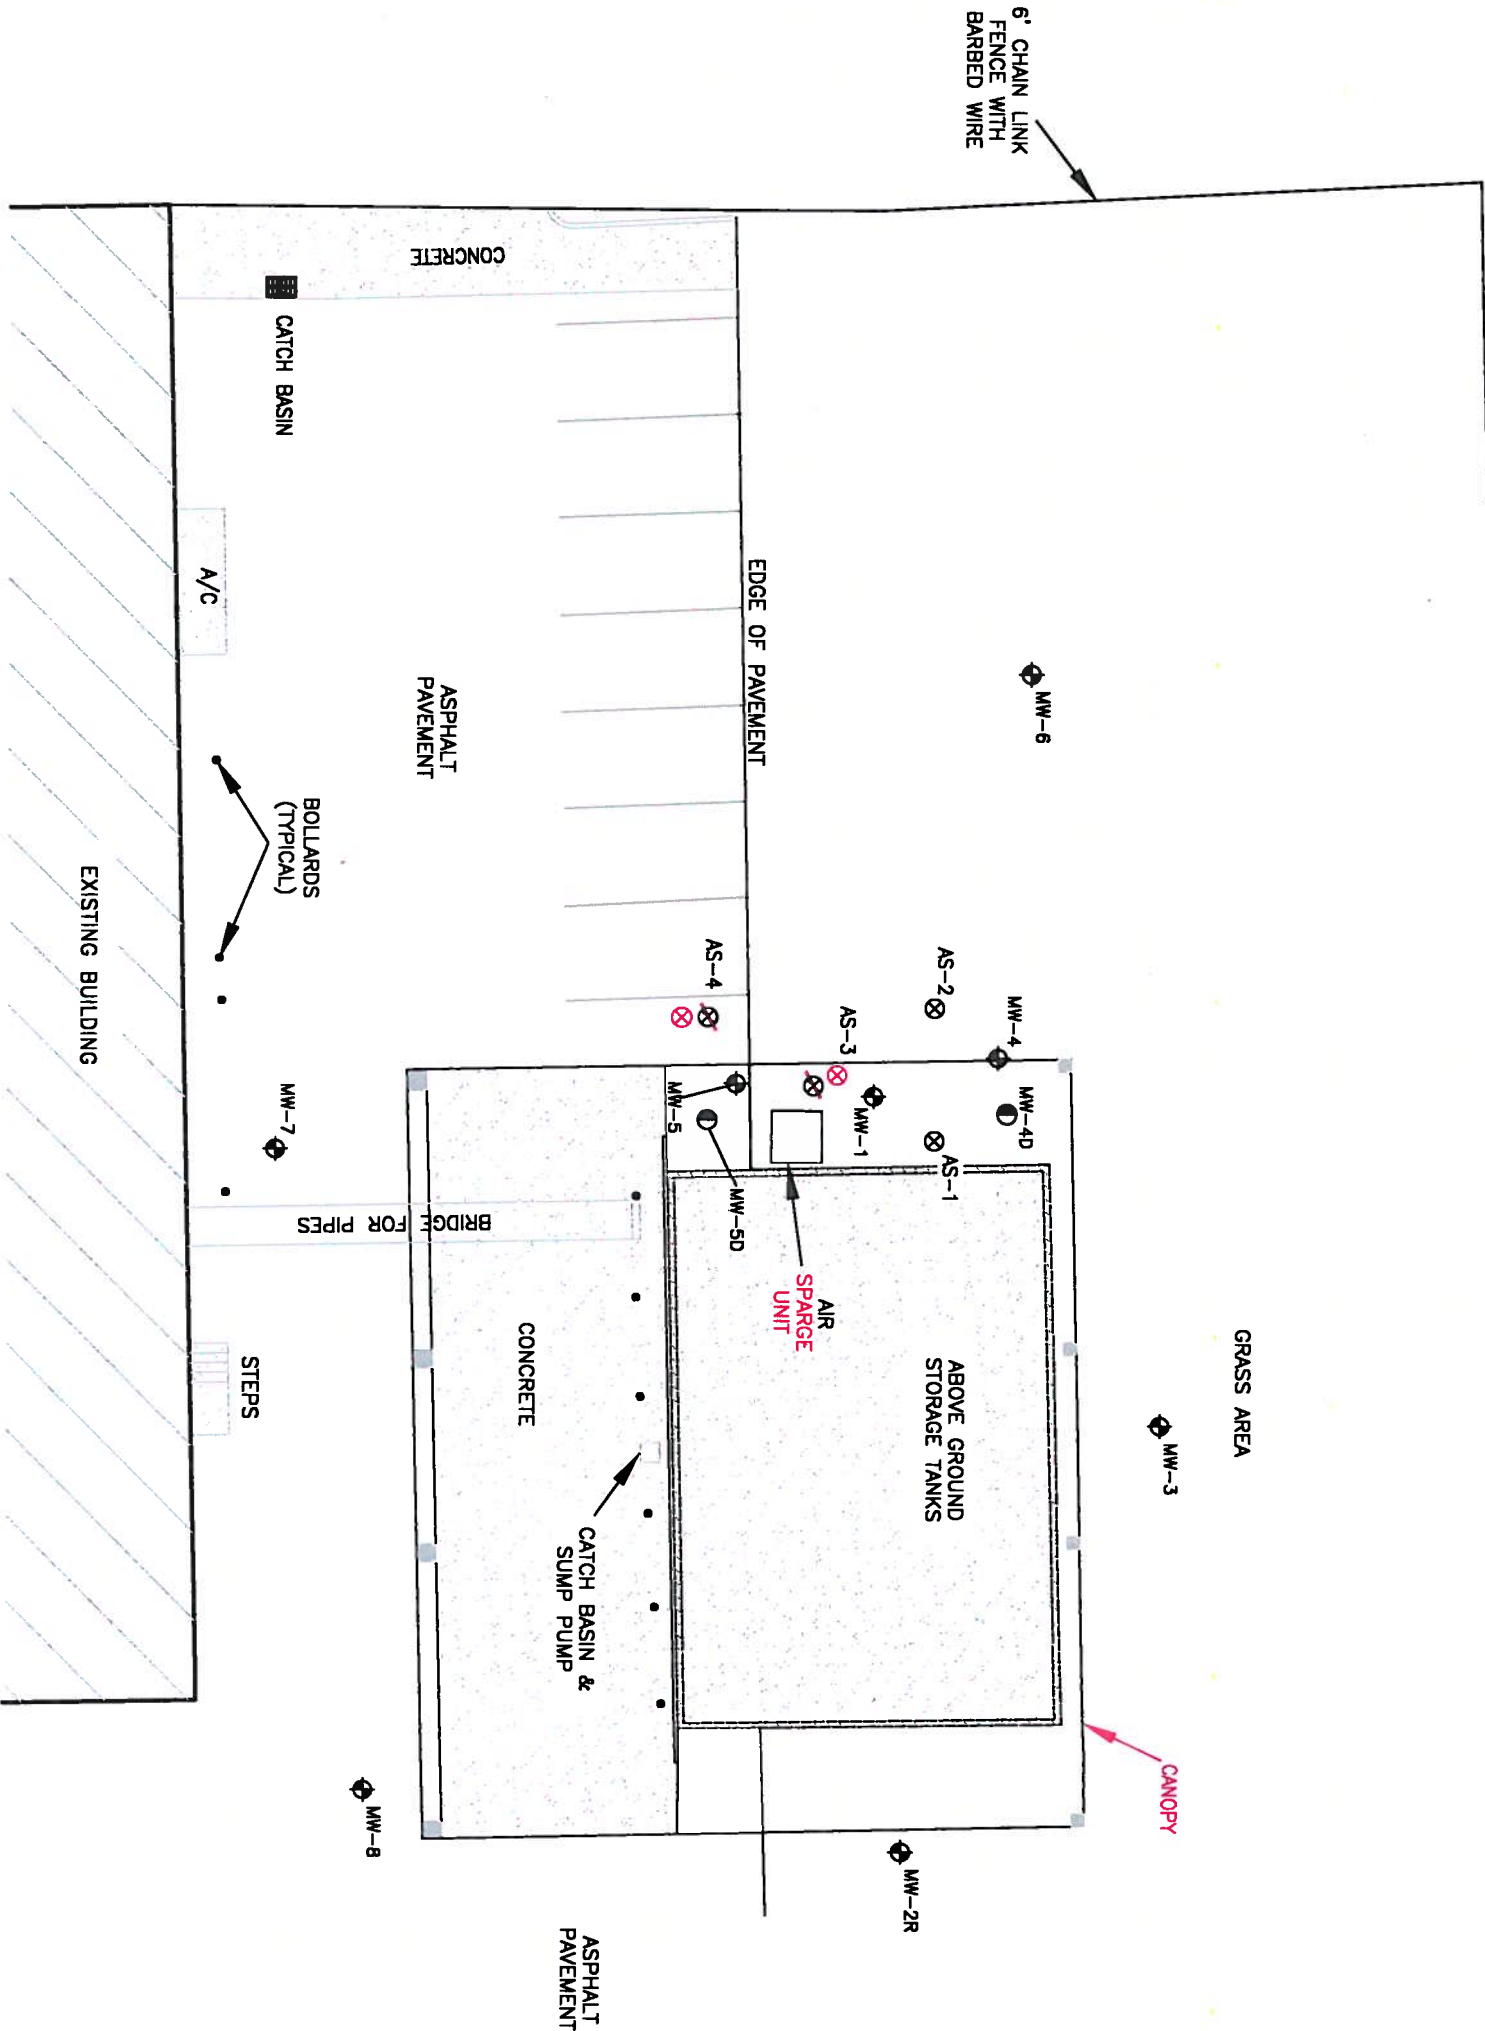 6' CHAIN LINK
FENCE WITH
BARBED WIRE
GRASS AREA
MW-6
MW-3
CANOPY
MW-4
MW-4D
AS-2
AS-1
MW-1
AS-3
ABOVE GROUND
STORAGE TANKS
AIR
SPARGE
UNIT
MW-2R
EDGE OF PAVEMENT
AS-4
MW-5
MW-5D
CONCRETE
CATCH BASIN
ASPHALT
PAVEMENT
CONCRETE
CATCH BASIN &
SUMP PUMP
ASPHALT
PAVEMENT
BRIDGE FOR PIPES
BOLLARDS
(TYPICAL)
MW-7
MW-8
A/C
STEPS
EXISTING BUILDING